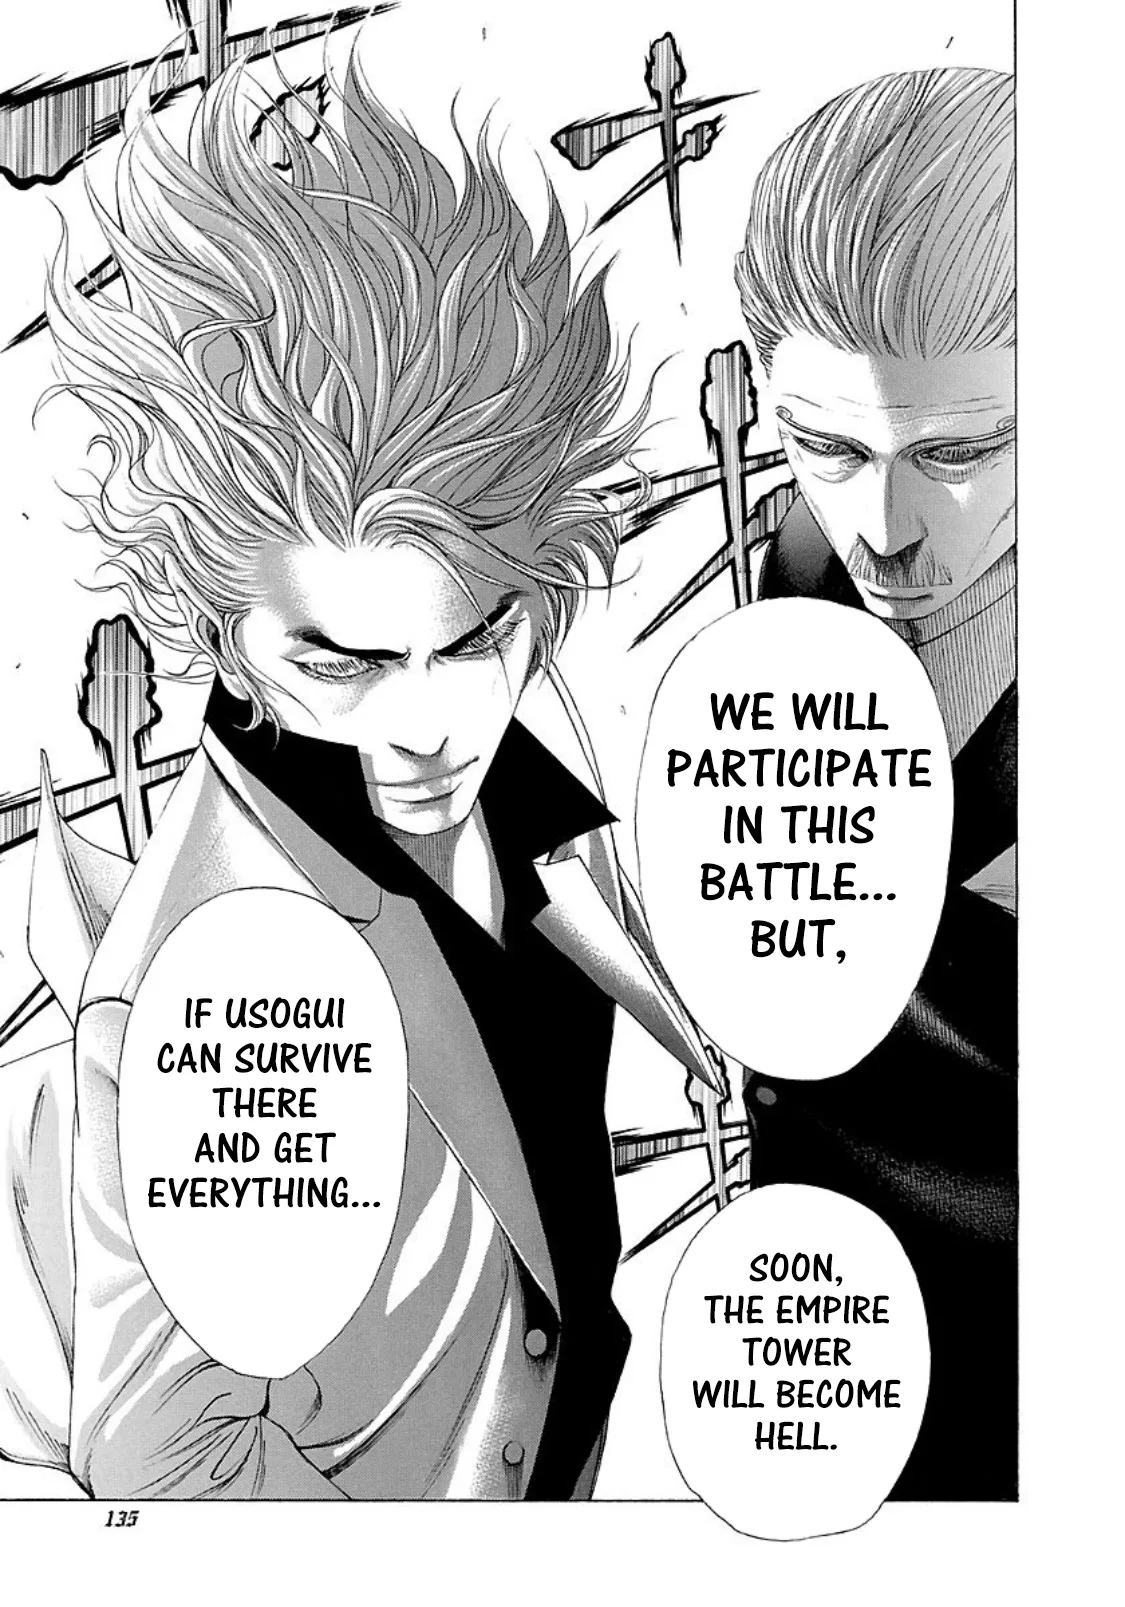 WE WILL
PARTICIPATE
IN THIS
BATTLE...
BUT,
SOON,
THE EMPIRE
TOWER
WILL BECOME
HELL.
IF USOGUI
CAN SURVIVE
THERE
AND GET
EVERYTHING...
135